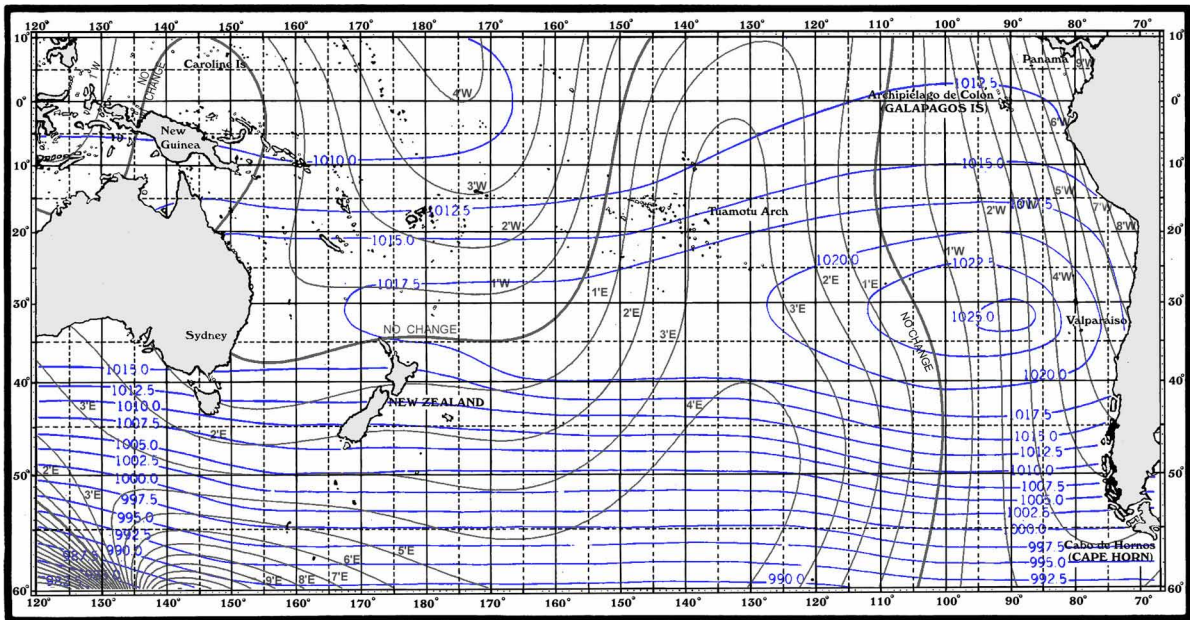 120° 130° 140° 150° 160° 170° 180° 170° 160° 150° 140° 130° 120° 110° 100° 90° 80° 70°
10° 10°
NO CHANGE
1'W
Caroline Is
4'W
1012.5
Panama
9'W
Archipiélago de Colón
(GALAPAGOS IS)
0° 0°
6'W
New
Guinea
1010.0
10° 10°
1015.0
3'W
5'W
1012.5
Tuamotu Arch
2'W
7'W
20° 20°
2'W
8'W
1015.0
1020.0
1022.5
1'W
4'W
1017.5
1'W
1'E
2'E
1'E
3'E
30° 30°
2'E
1025.0
Valparaiso
Sydney
NO CHANGE
3'E
NO CHANGE
1015.0
1020.0
40° 40°
1012.5
1010.0
NEW ZEALAND
3'E
4'E
1017.5
1007.5
2'E
1015.0
1005.0
1012.5
1002.5
1010.0
50° 50°
2'E
1000.0
1007.5
3'E
997.5
1005.0
1002.5
995.0
000.0
992.5
990.0
5'E
997.5
Cabo de Hornos
(CAPE HORN)
987.5
6'E
995.0
9'E 8'E 7'E
990.0
992.5
60° 60°
120° 130° 140° 150° 160° 170° 180° 170° 160° 150° 140° 130° 120° 110° 100° 90° 80° 70°